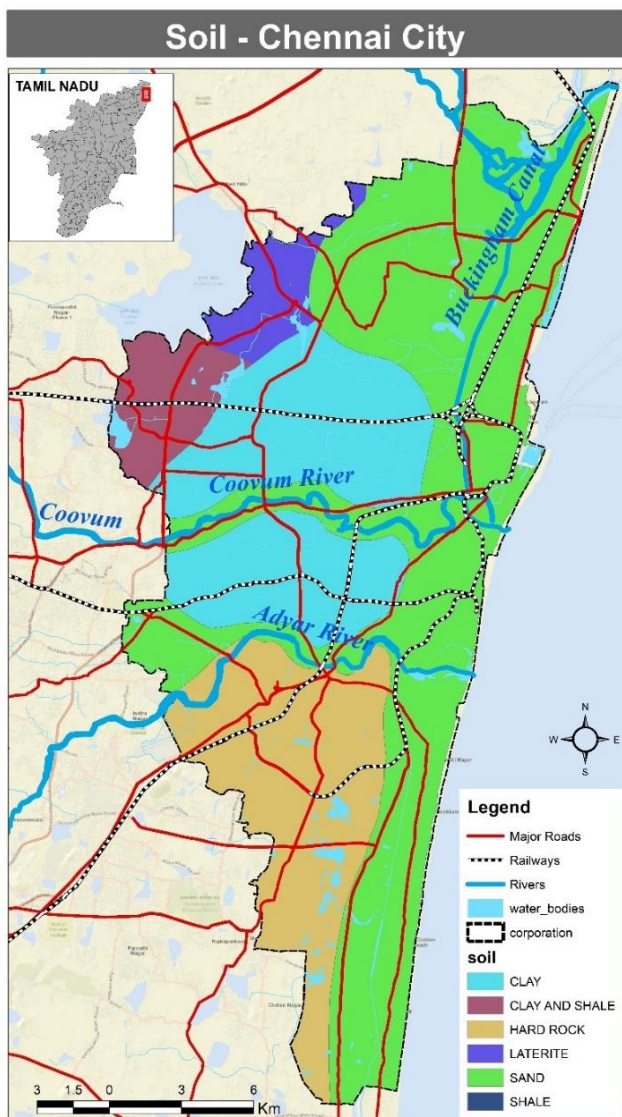 Soil - Chennai City
TAMIL NADU
Buckingham Canal
Coovum River
Coovum
Adyar River
N
W E
S
Legend
Major Roads
Railways
Rivers
water_bodies
corporation
soil
CLAY
CLAY AND SHALE
HARD ROCK
LATERITE
SAND
SHALE
3 1.5 0 3 6
Km